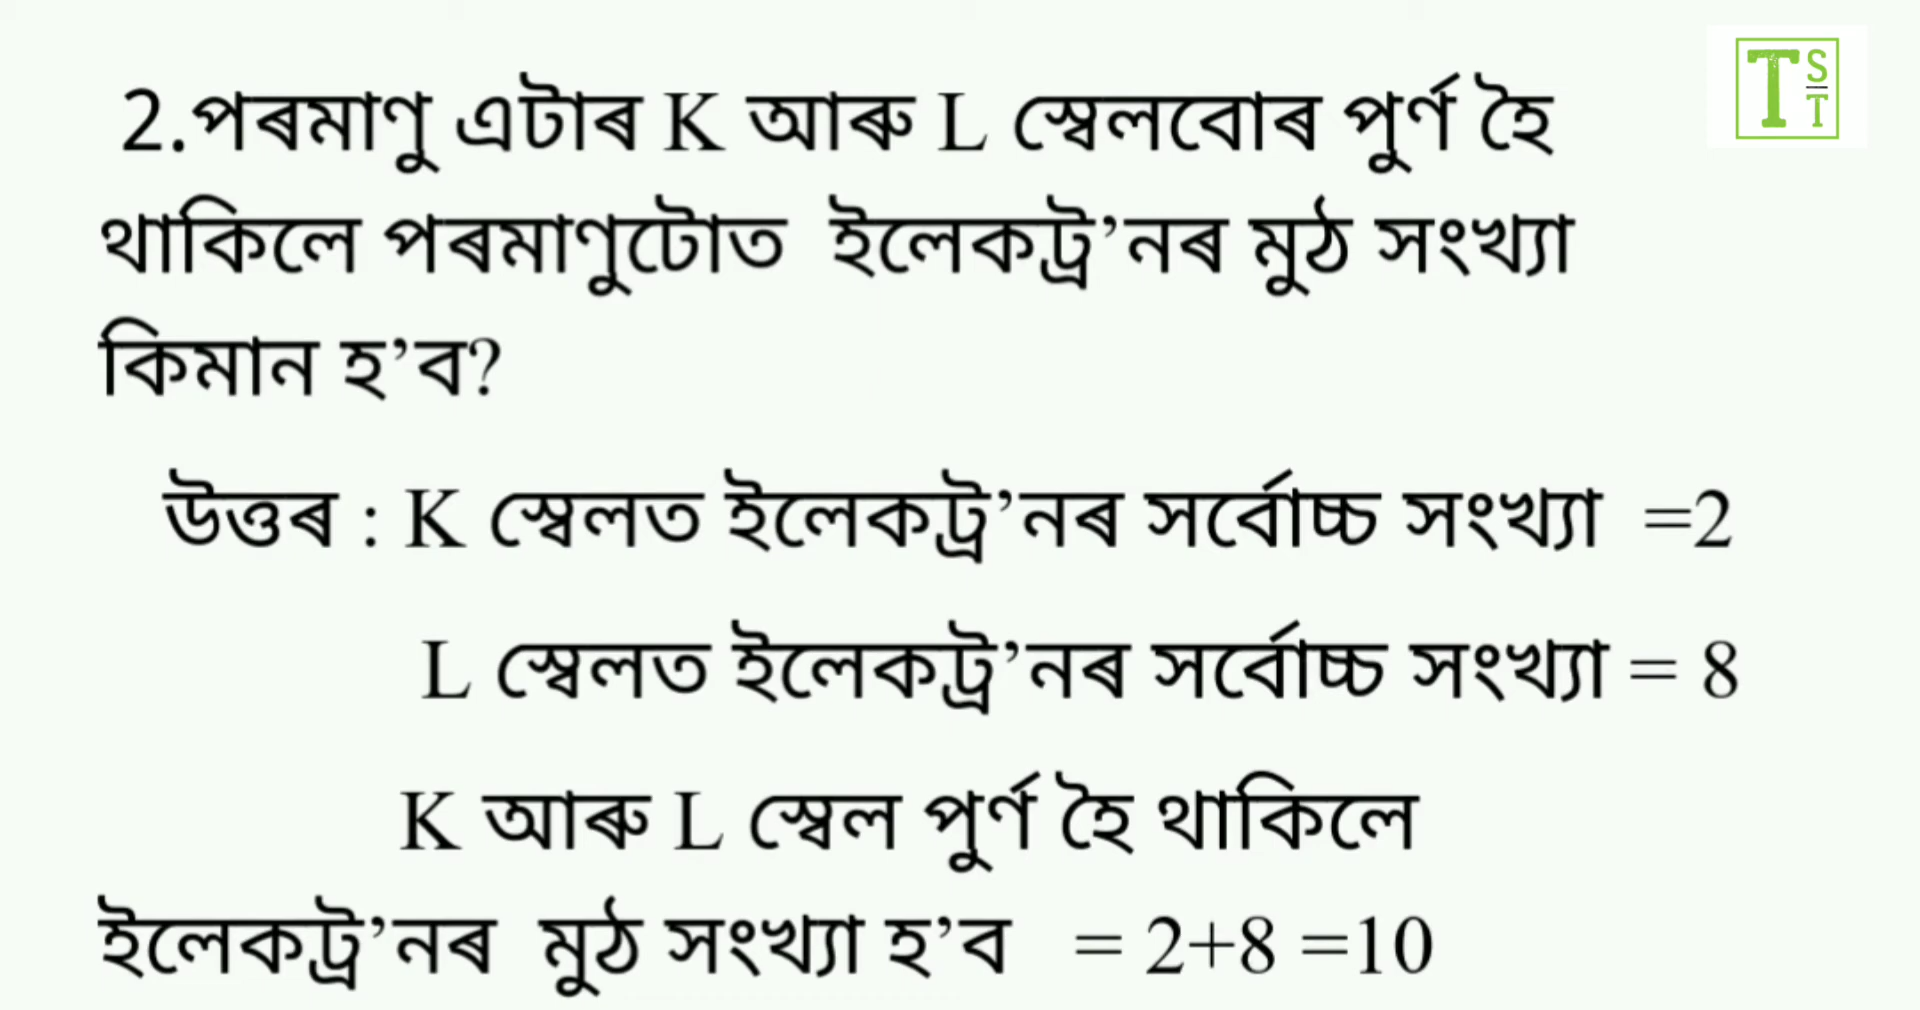 T S T
2.পৰমাণু এটাৰ K আৰু L স্বেলবোৰ পুৰ্ণ হৈ
থাকিলে পৰমাণুটোত ইলেকট্ৰ’নৰ মুঠ সংখ্যা
কিমান হ’ব?
উত্তৰ : K স্বেলত ইলেকট্ৰ’নৰ সৰ্বোচ্চ সংখ্যা =2
L স্বেলত ইলেকট্ৰ’নৰ সৰ্বোচ্চ সংখ্যা = 8
K আৰু L স্বেল পুৰ্ণ হৈ থাকিলে
ইলেকট্ৰ’নৰ মুঠ সংখ্যা হ’ব = 2+8 =10